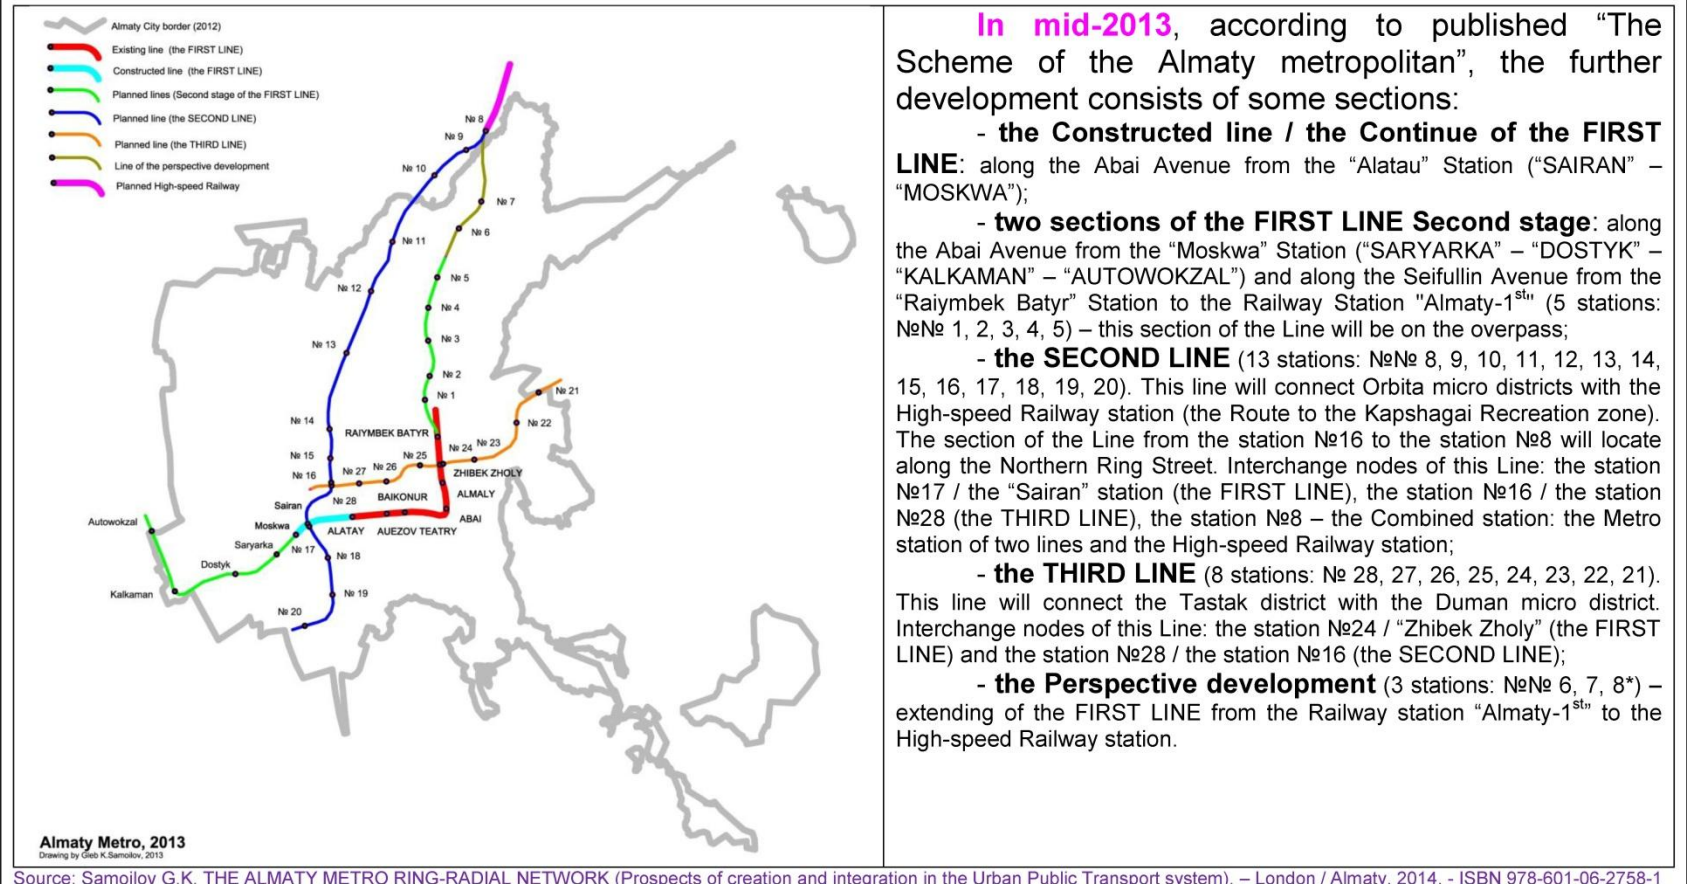 Almaty City border (2012)
Existing line (the FIRST LINE)
Constructed line (the FIRST LINE)
Planned lines (Second stage of the FIRST LINE)
Planned line (the SECOND LINE)
Planned line (the THIRD LINE)
Line of the perspective development
Planned High-speed Railway
№ 8
№ 9
№ 10
№ 7
№ 6
№ 11
№ 5
№ 12
№ 4
№ 3
№ 13
№ 2
№ 1
№ 21
№ 14
№ 22
RAIYMBEK BATYR
№ 23
№ 24
№ 15
№ 25
№ 26
№ 27
№ 16
ZHIBEK ZHOLY
№ 28
BAIKONUR
ALMALY
Sairan
ABAI
Autowokzal
Moskwa
ALATAY
AUEZOV TEATRY
Saryarka
№ 17
№ 18
Dostyk
Kalkaman
№ 19
№ 20
Almaty Metro, 2013
Drawing by Gleb K.Samoilov, 2013
In mid-2013, according to published “The
Scheme of the Almaty metropolitan”, the further
development consists of some sections:
- the Constructed line / the Continue of the FIRST
LINE: along the Abai Avenue from the “Alatau” Station (“SAIRAN” –
“MOSKWA”);
- two sections of the FIRST LINE Second stage: along
the Abai Avenue from the “Moskwa” Station (“SARYARKA” – “DOSTYK” –
“KALKAMAN” – “AUTOWOKZAL”) and along the Seifullin Avenue from the
“Raiymbek Batyr” Station to the Railway Station "Almaty-1st" (5 stations:
№№ 1, 2, 3, 4, 5) – this section of the Line will be on the overpass;
- the SECOND LINE (13 stations: №№ 8, 9, 10, 11, 12, 13, 14,
15, 16, 17, 18, 19, 20). This line will connect Orbita micro districts with the
High-speed Railway station (the Route to the Kapshagai Recreation zone).
The section of the Line from the station №16 to the station №8 will locate
along the Northern Ring Street. Interchange nodes of this Line: the station
№17 / the “Sairan” station (the FIRST LINE), the station №16 / the station
№28 (the THIRD LINE), the station №8 – the Combined station: the Metro
station of two lines and the High-speed Railway station;
- the THIRD LINE (8 stations: № 28, 27, 26, 25, 24, 23, 22, 21).
This line will connect the Tastak district with the Duman micro district.
Interchange nodes of this Line: the station №24 / “Zhibek Zholy” (the FIRST
LINE) and the station №28 / the station №16 (the SECOND LINE);
- the Perspective development (3 stations: №№ 6, 7, 8*) –
extending of the FIRST LINE from the Railway station “Almaty-1st” to the
High-speed Railway station.
Source: Samoilov G.K. THE ALMATY METRO RING-RADIAL NETWORK (Prospects of creation and integration in the Urban Public Transport system). – London / Almaty, 2014. - ISBN 978-601-06-2758-1